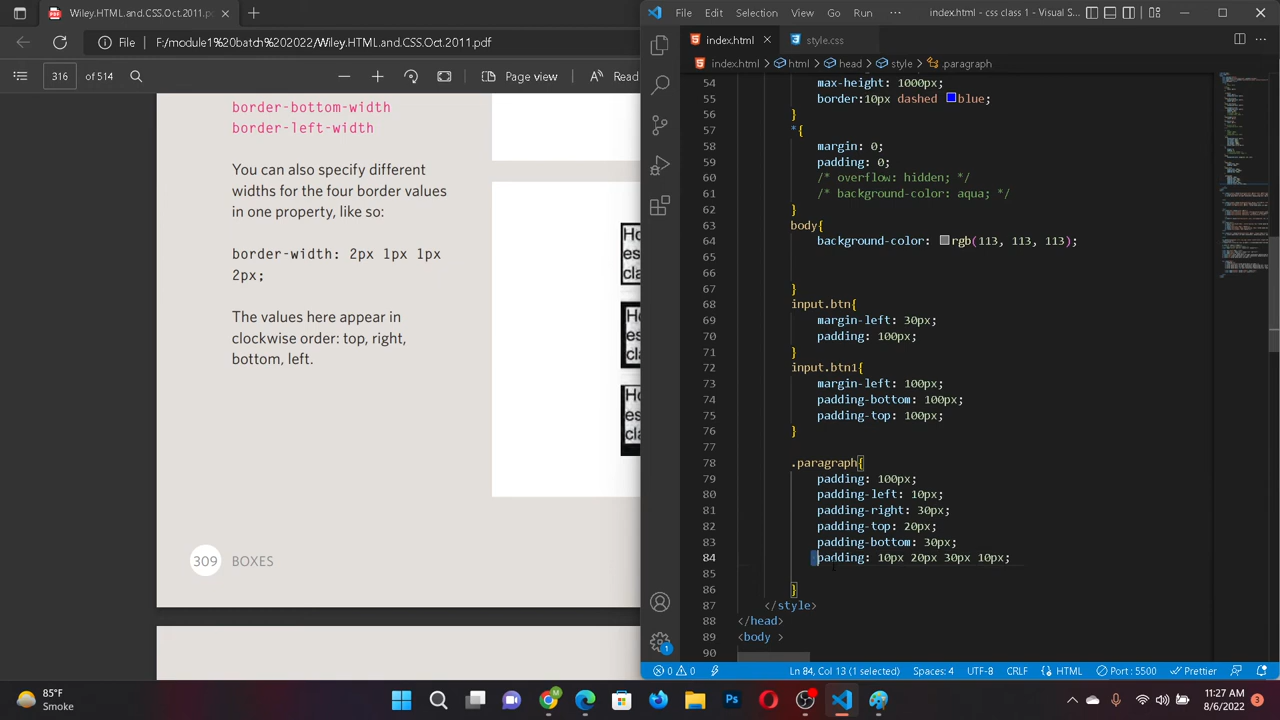 Wiley.HTML.and.CSS.Oct.2011.p
File
F:/module1%20batch%202022/Wiley.HTML.and.CSS.Oct.2011.pdf
316
of 514
Page view
Read
border-bottom-width
border-left-width
You can also specify different
widths for the four border values
in one property, like so:
border-width: 2px 1px 1px
2px;
The values here appear in
clockwise order: top, right,
bottom, left.
Ho
es
cla
309
BOXES
File Edit Selection View Go Run ...
index.html - css class 1 - Visual S...
index.html
style.css
index.html > html > head > style > .paragraph
54 max-height: 1000px;
55 border:10px dashed blue;
56 }
57 *{
58 margin: 0;
59 padding: 0;
60 /* overflow: hidden; */
61 /* background-color: aqua; */
62 }
63 body{
64 background-color: rgb(113, 113, 113);
65
66
67 }
68 input.btn{
69 margin-left: 30px;
70 padding: 100px;
71 }
72 input.btn1{
73 margin-left: 100px;
74 padding-bottom: 100px;
75 padding-top: 100px;
76 }
77
78 .paragraph{
79 padding: 100px;
80 padding-left: 10px;
81 padding-right: 30px;
82 padding-top: 20px;
83 padding-bottom: 30px;
84 padding: 10px 20px 30px 10px;
85
86 }
87 </style>
88 </head>
89 <body >
90
0 0 Ln 84, Col 13 (1 selected) Spaces: 4 UTF-8 CRLF HTML Port : 5500 Prettier
85°F
Smoke
11:27 AM
8/6/2022